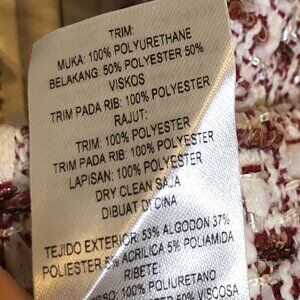 TRIM:
MUKA: 100% POLYURETHANE
BELAKANG: 50% POLYESTER 50%
VISKOS
TRIM PADA RIB: 100% POLYESTER
RAJUT:
TRIM: 100% POLYESTER
TRIM PADA RIB: 100% POLYESTER
LAPISAN: 100% POLYESTER
DRY CLEAN SAJA
DIBUAT DI CINA
TEJIDO EXTERIOR: 53% ALGODON 37%
POLIESTER 5% ACRILICA 5% POLIAMIDA
RIBETE:
100% POLIURETANO
VISCOSA